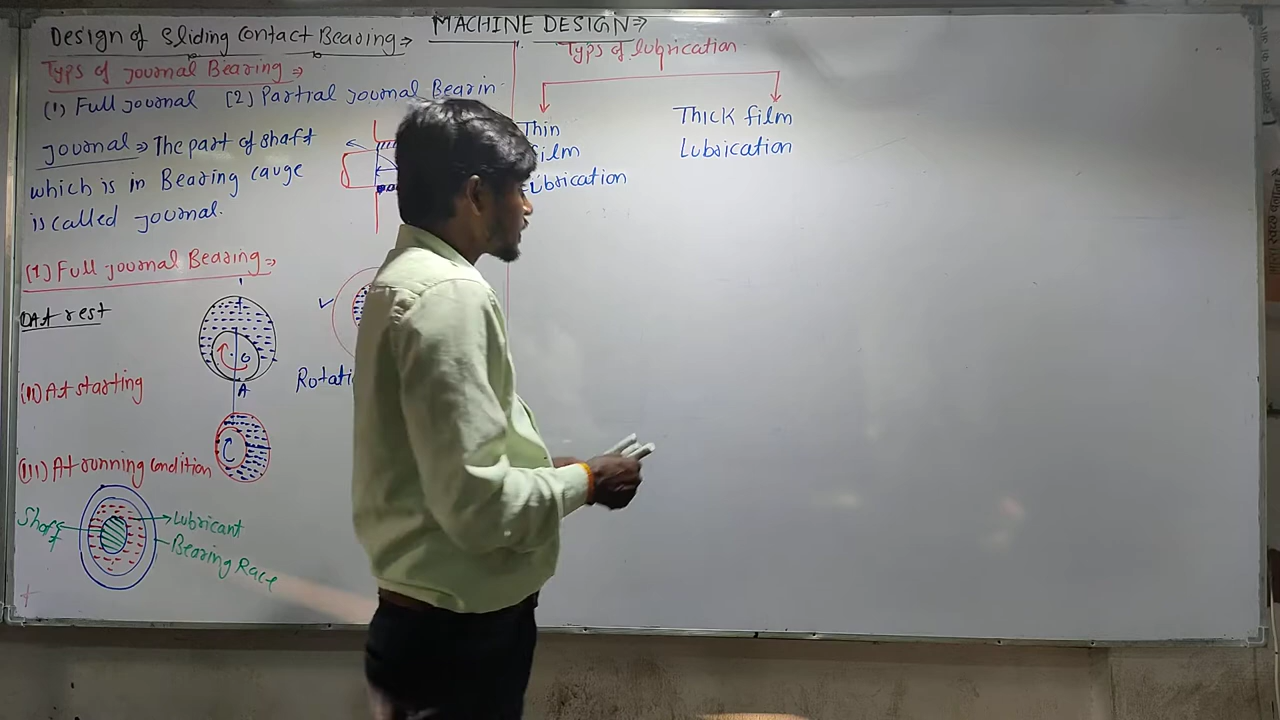 Design of Sliding Contact Bearing ⇒
MACHINE DESIGN ⇒
Typs of journal Bearing ⇒
(1) Full journal [2] Partial journal Bearin
journal ⇒ The part of shaft
which is in Bearing cauge
is called journal.
(1) Full journal Bearing ⇒
(I) At rest
O
A
(II) At starting
Rotati
(III) At running condition
Shaft
Lubricant
Bearing Race
Types of lubrication
Thin
film
Lubrication
Thick film
Lubrication